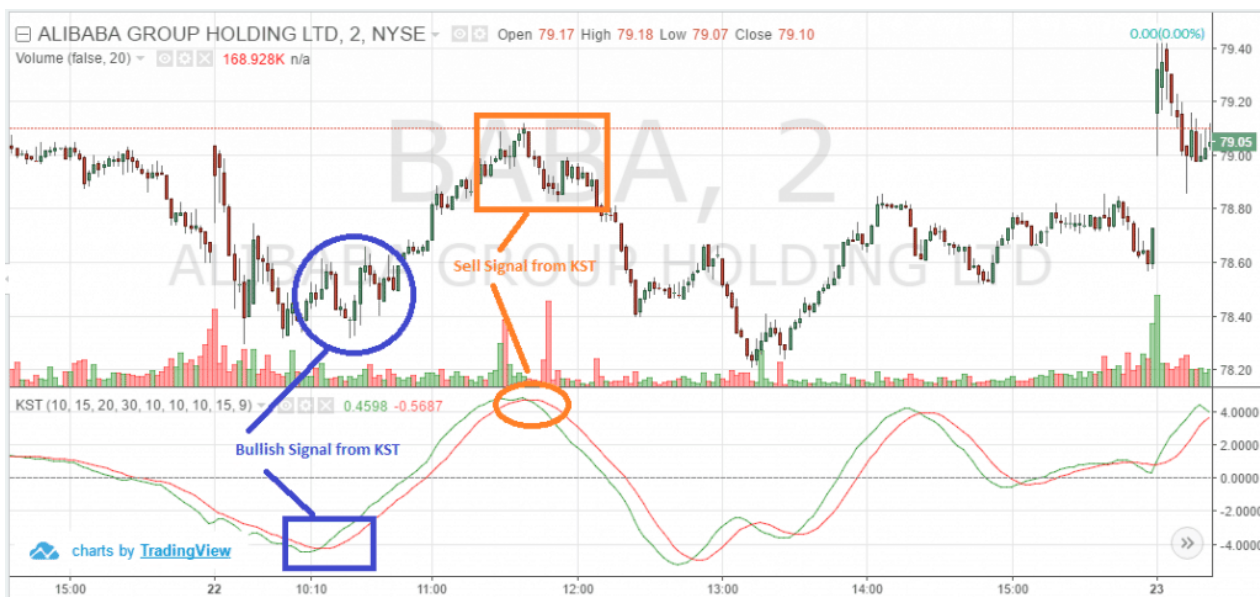 ALIBABA GROUP HOLDING LTD, 2, NYSE Open 79.17 High 79.18 Low 79.07 Close 79.10
0.00(0.00%)
Volume (false, 20) 168.928K n/a
79.40
79.20
79.05
79.00
78.80
78.60
78.40
78.20
BABA, 2
ALIBABA GROUP HOLDING LTD
Sell Signal from KST
KST (10, 15, 20, 30, 10, 10, 10, 15, 9) 0.4598 -0.5687
Bullish Signal from KST
4.0000
2.0000
0.0000
-2.0000
-4.0000
charts by TradingView
15:00 22 10:10 11:00 12:00 13:00 14:00 15:00 23